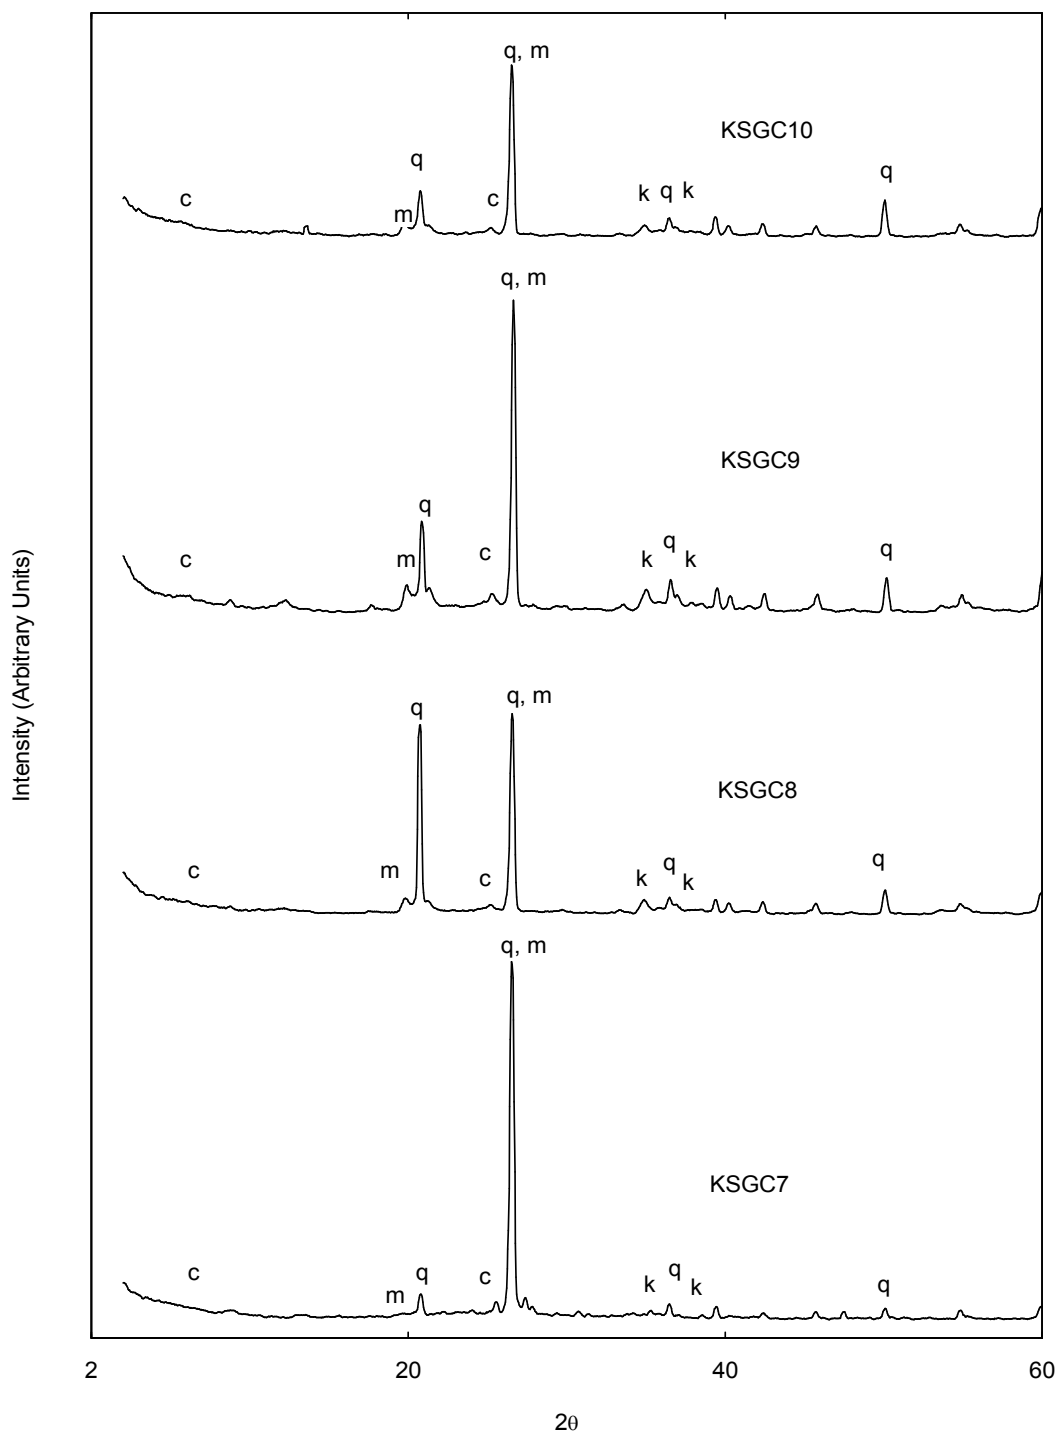 q, m
KSGC10
q
c
m
c
k q k
q
q, m
KSGC9
q
c
m
c
k
q
k
q
q, m
q
KSGC8
c
m
c
k
q
k
q
q, m
KSGC7
c
m
q
c
k
q
k
q
Intensity (Arbitrary Units)
2 20 40 60
2θ